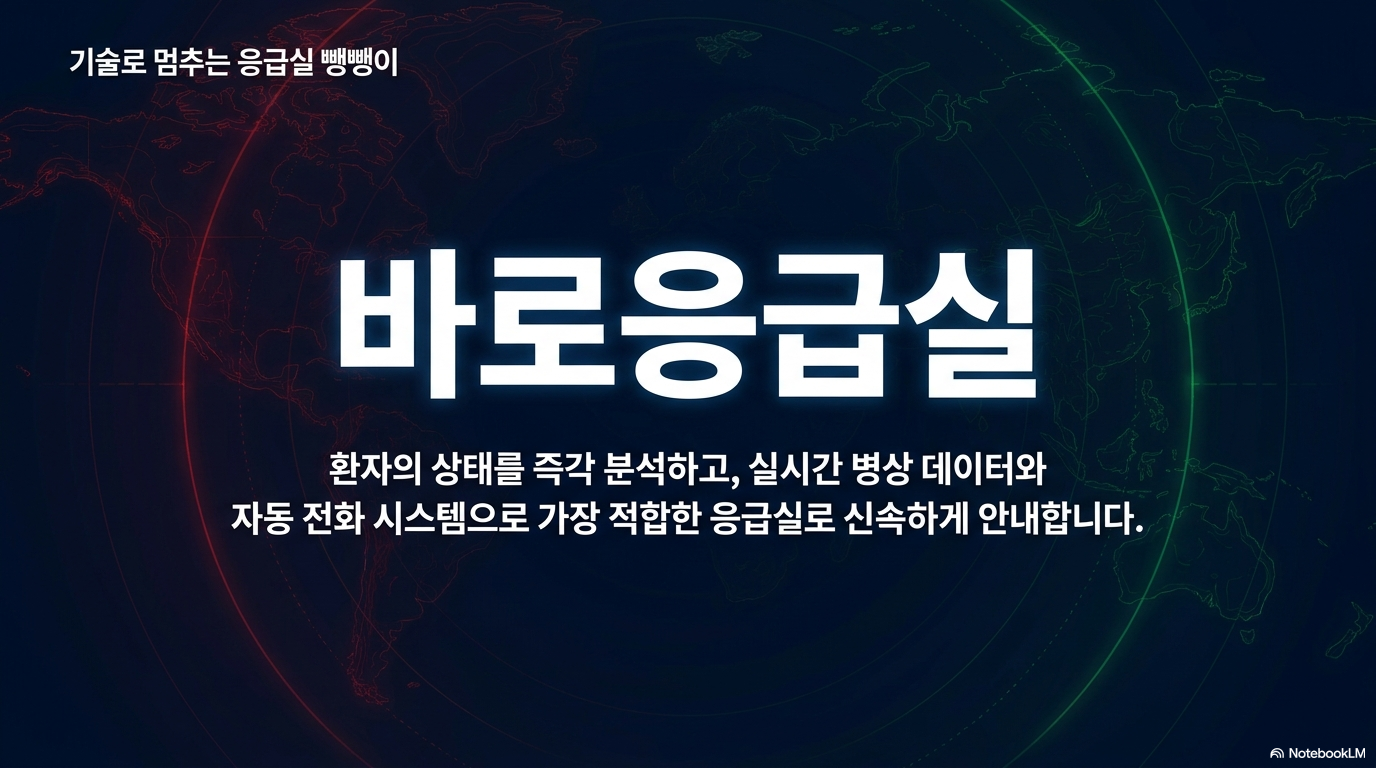 기술로 멈추는 응급실 뺑뺑이
바로응급실
환자의 상태를 즉각 분석하고, 실시간 병상 데이터와
자동 전화 시스템으로 가장 적합한 응급실로 신속하게 안내합니다.
NotebookLM